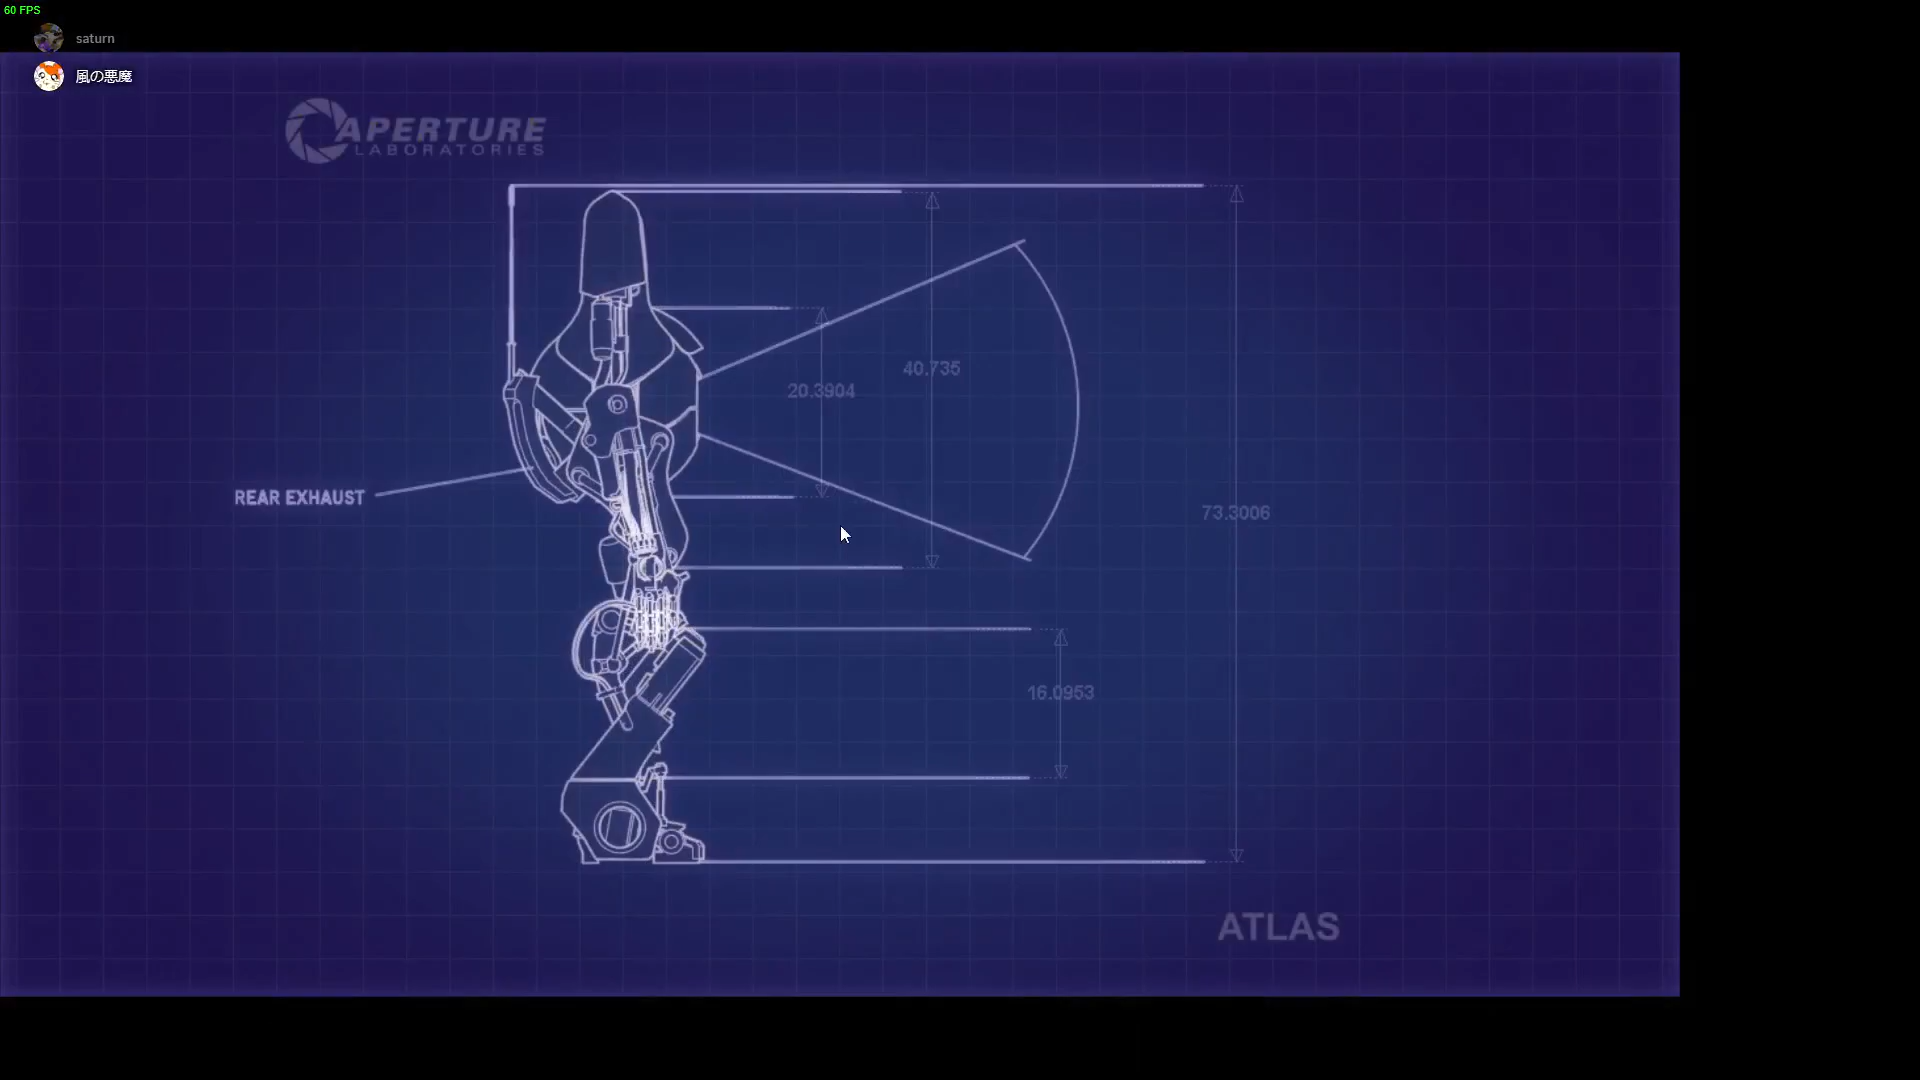 60 FPS
saturn
風の悪魔
APERTURE
LABORATORIES
40.735
20.3904
REAR EXHAUST
73.3006
16.0953
ATLAS